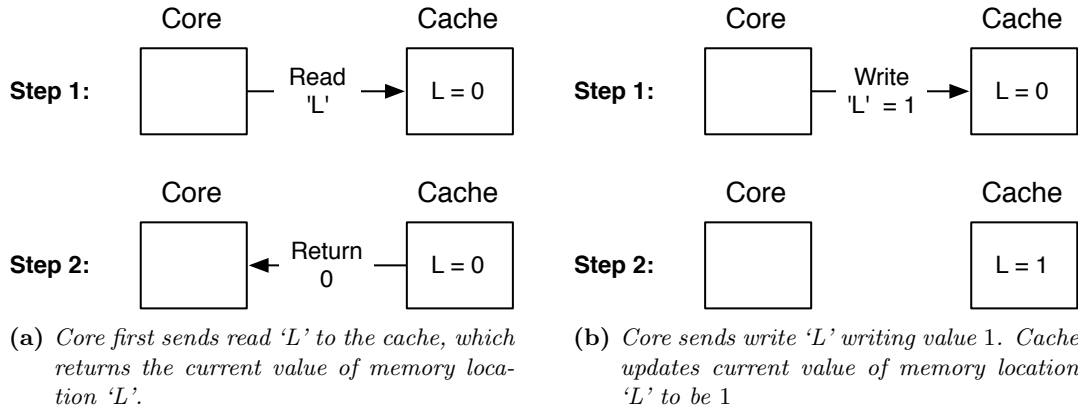 Core Cache
Step 1: Read 'L' L = 0
Core Cache
Step 2: Return 0 L = 0
(a) Core first sends read ‘L’ to the cache, which
returns the current value of memory loca-
tion ‘L’.
Core Cache
Step 1: Write 'L' = 1 L = 0
Core Cache
Step 2: L = 1
(b) Core sends write ‘L’ writing value 1. Cache
updates current value of memory location
‘L’ to be 1